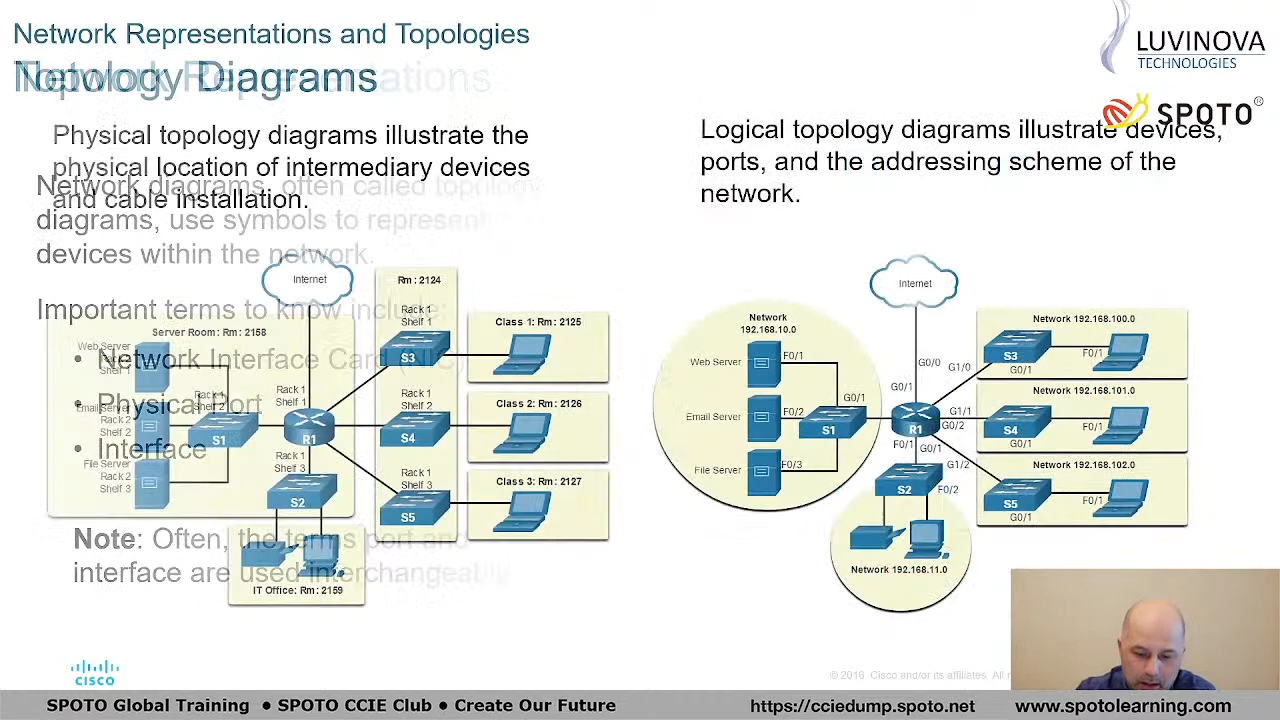 Network Representations and Topologies
Topology Diagrams
Network Representations
LUVINOVA
TECHNOLOGIES
SPOTO®
Physical topology diagrams illustrate the
physical location of intermediary devices
and cable installation.
Network diagrams, often called topology
diagrams, use symbols to represent
devices within the network.
Important terms to know include:
• Network Interface Card (NIC)
• Physical Port
• Interface
Note: Often, the terms port and
interface are used interchangeably
Internet
Server Room: Rm: 2158
Web Server
Rack 1
Shelf 1
Email Server
Rack 2
Shelf 2
File Server
Rack 2
Shelf 3
Rack 1
Shelf 2
S1
Rack 1
Shelf 1
R1
Rack 1
Shelf 3
S2
IT Office: Rm: 2159
Rm: 2124
Rack 1
Shelf 1
S3
Rack 1
Shelf 2
S4
Rack 1
Shelf 3
S5
Class 1: Rm: 2125
Class 2: Rm: 2126
Class 3: Rm: 2127
Logical topology diagrams illustrate devices,
ports, and the addressing scheme of the
network.
Internet
Network
192.168.10.0
Web Server
F0/1
Email Server
F0/2
File Server
F0/3
S1
G0/1
G0/0
G0/1
G1/0
R1
G1/1
G0/2
F0/1
G0/1
G1/2
S2
F0/2
Network 192.168.11.0
Network 192.168.100.0
S3
G0/1
F0/1
Network 192.168.101.0
S4
G0/1
F0/1
Network 192.168.102.0
S5
G0/1
F0/1
CISCO
© 2016 Cisco and/or its affiliates. All
SPOTO Global Training ● SPOTO CCIE Club ● Create Our Future
https://cciedump.spoto.net
www.spotolearning.com